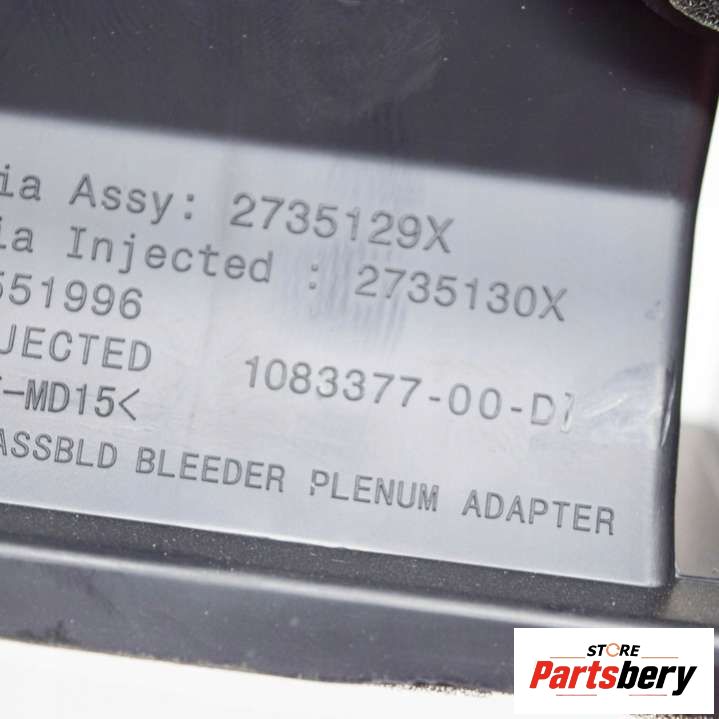 ia Assy: 2735129X
ia Injected : 2735130X
551996
JECTED 1083377-00-D
-MD15<
ASSBLD BLEEDER PLENUM ADAPTER
STORE
Partsbery